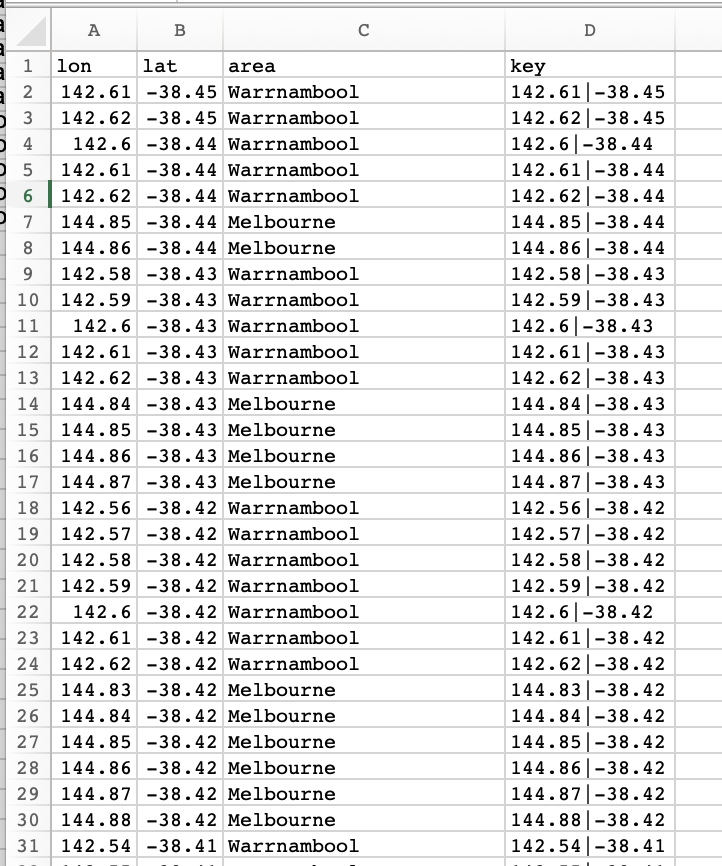 A B C D
1 lon lat area key
2 142.61 -38.45 Warrnambool 142.61|-38.45
3 142.62 -38.45 Warrnambool 142.62|-38.45
4 142.6 -38.44 Warrnambool 142.6|-38.44
5 142.61 -38.44 Warrnambool 142.61|-38.44
6 142.62 -38.44 Warrnambool 142.62|-38.44
7 144.85 -38.44 Melbourne 144.85|-38.44
8 144.86 -38.44 Melbourne 144.86|-38.44
9 142.58 -38.43 Warrnambool 142.58|-38.43
10 142.59 -38.43 Warrnambool 142.59|-38.43
11 142.6 -38.43 Warrnambool 142.6|-38.43
12 142.61 -38.43 Warrnambool 142.61|-38.43
13 142.62 -38.43 Warrnambool 142.62|-38.43
14 144.84 -38.43 Melbourne 144.84|-38.43
15 144.85 -38.43 Melbourne 144.85|-38.43
16 144.86 -38.43 Melbourne 144.86|-38.43
17 144.87 -38.43 Melbourne 144.87|-38.43
18 142.56 -38.42 Warrnambool 142.56|-38.42
19 142.57 -38.42 Warrnambool 142.57|-38.42
20 142.58 -38.42 Warrnambool 142.58|-38.42
21 142.59 -38.42 Warrnambool 142.59|-38.42
22 142.6 -38.42 Warrnambool 142.6|-38.42
23 142.61 -38.42 Warrnambool 142.61|-38.42
24 142.62 -38.42 Warrnambool 142.62|-38.42
25 144.83 -38.42 Melbourne 144.83|-38.42
26 144.84 -38.42 Melbourne 144.84|-38.42
27 144.85 -38.42 Melbourne 144.85|-38.42
28 144.86 -38.42 Melbourne 144.86|-38.42
29 144.87 -38.42 Melbourne 144.87|-38.42
30 144.88 -38.42 Melbourne 144.88|-38.42
31 142.54 -38.41 Warrnambool 142.54|-38.41